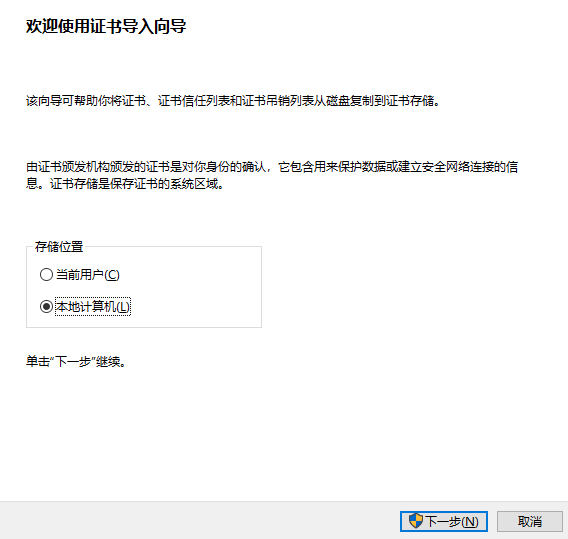 欢迎使用证书导入向导
该向导可帮助你将证书、证书信任列表和证书吊销列表从磁盘复制到证书存储。
由证书颁发机构颁发的证书是对你身份的确认，它包含用来保护数据或建立安全网络连接的信
息。证书存储是保存证书的系统区域。
存储位置
当前用户(C)
本地计算机(L)
单击“下一步”继续。
下一步(N)
取消